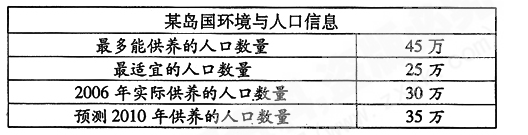 某岛国环境与人口信息
最多能供养的人口数量 45万
最适宜的人口数量 25万
2006年实际供养的人口数量 30万
预测2010年供养的人口数量 35万